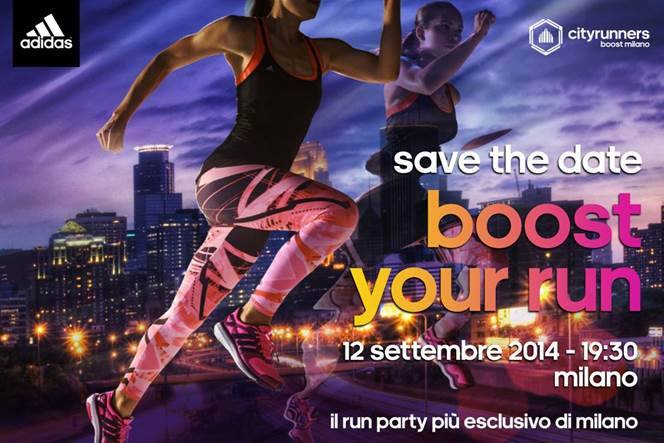 adidas
cityrunners
boost milano
save the date
boost
your run
12 settembre 2014 - 19:30
milano
il run party più esclusivo di milano